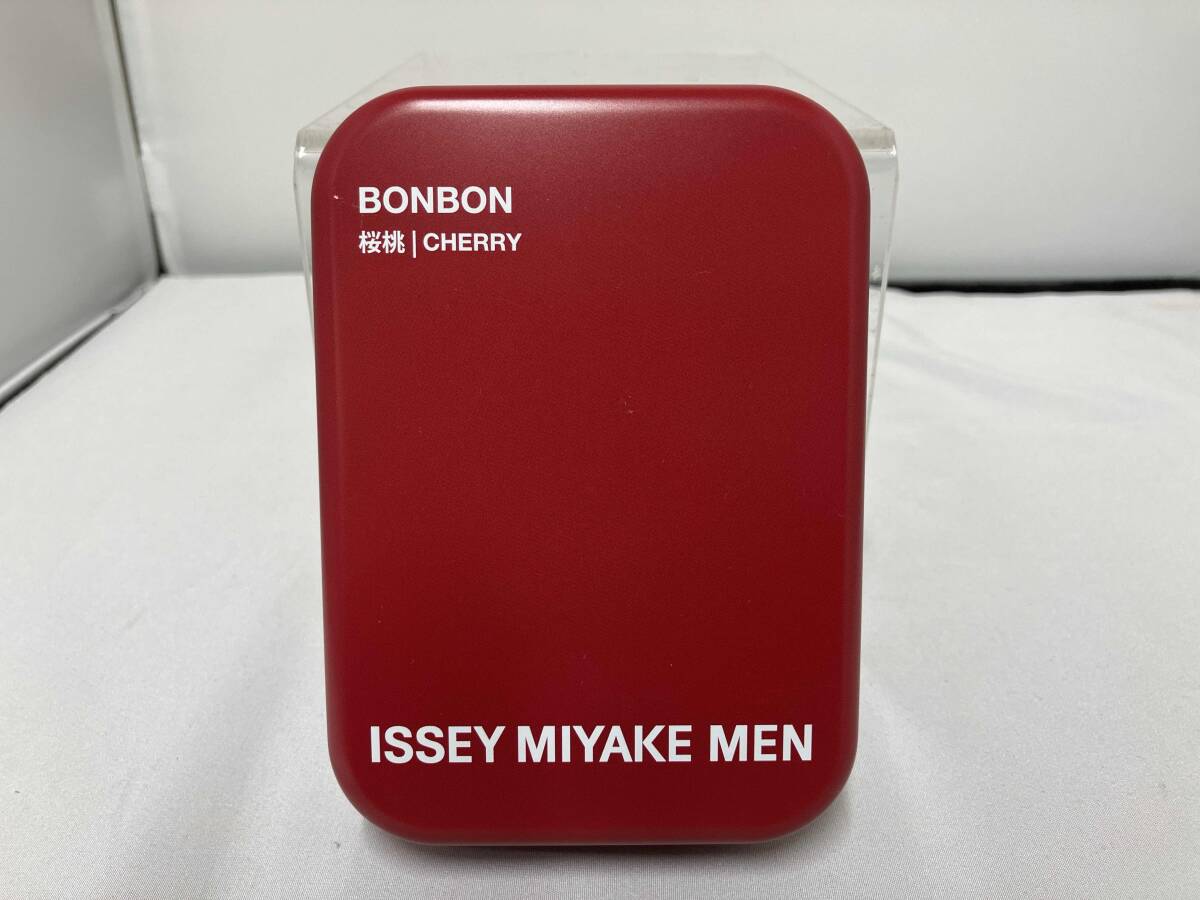 BONBON
桜桃 | CHERRY
ISSEY MIYAKE MEN